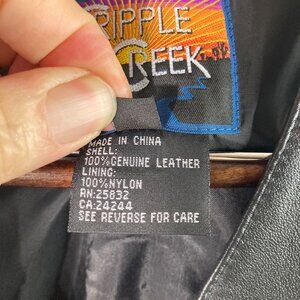 CRIPPLE
CREEK
MADE IN CHINA
SHELL:
100%GENUINE LEATHER
LINING:
100%NYLON
RN:25832
CA:24244
SEE REVERSE FOR CARE